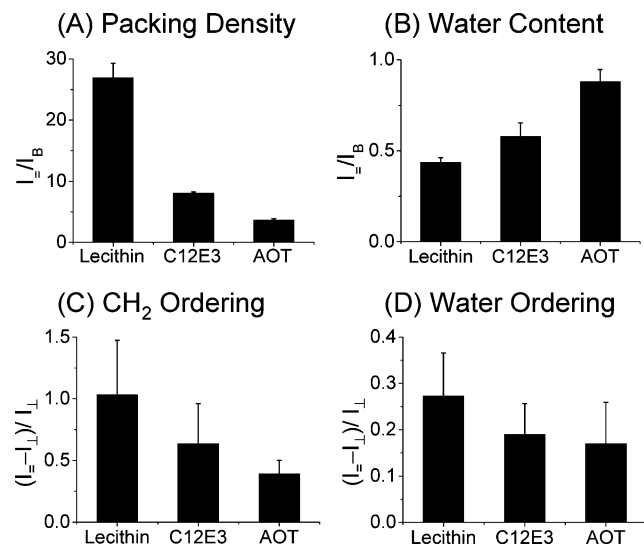 (A) Packing Density
30
20
10
0
I=/IB
Lecithin C12E3 AOT
(B) Water Content
1.0
0.5
0.0
I=/IB
Lecithin C12E3 AOT
(C) CH2 Ordering
1.5
1.0
0.5
0.0
(I=–I⊥)/ I⊥
Lecithin C12E3 AOT
(D) Water Ordering
0.4
0.3
0.2
0.1
0.0
(I=–I⊥)/ I⊥
Lecithin C12E3 AOT